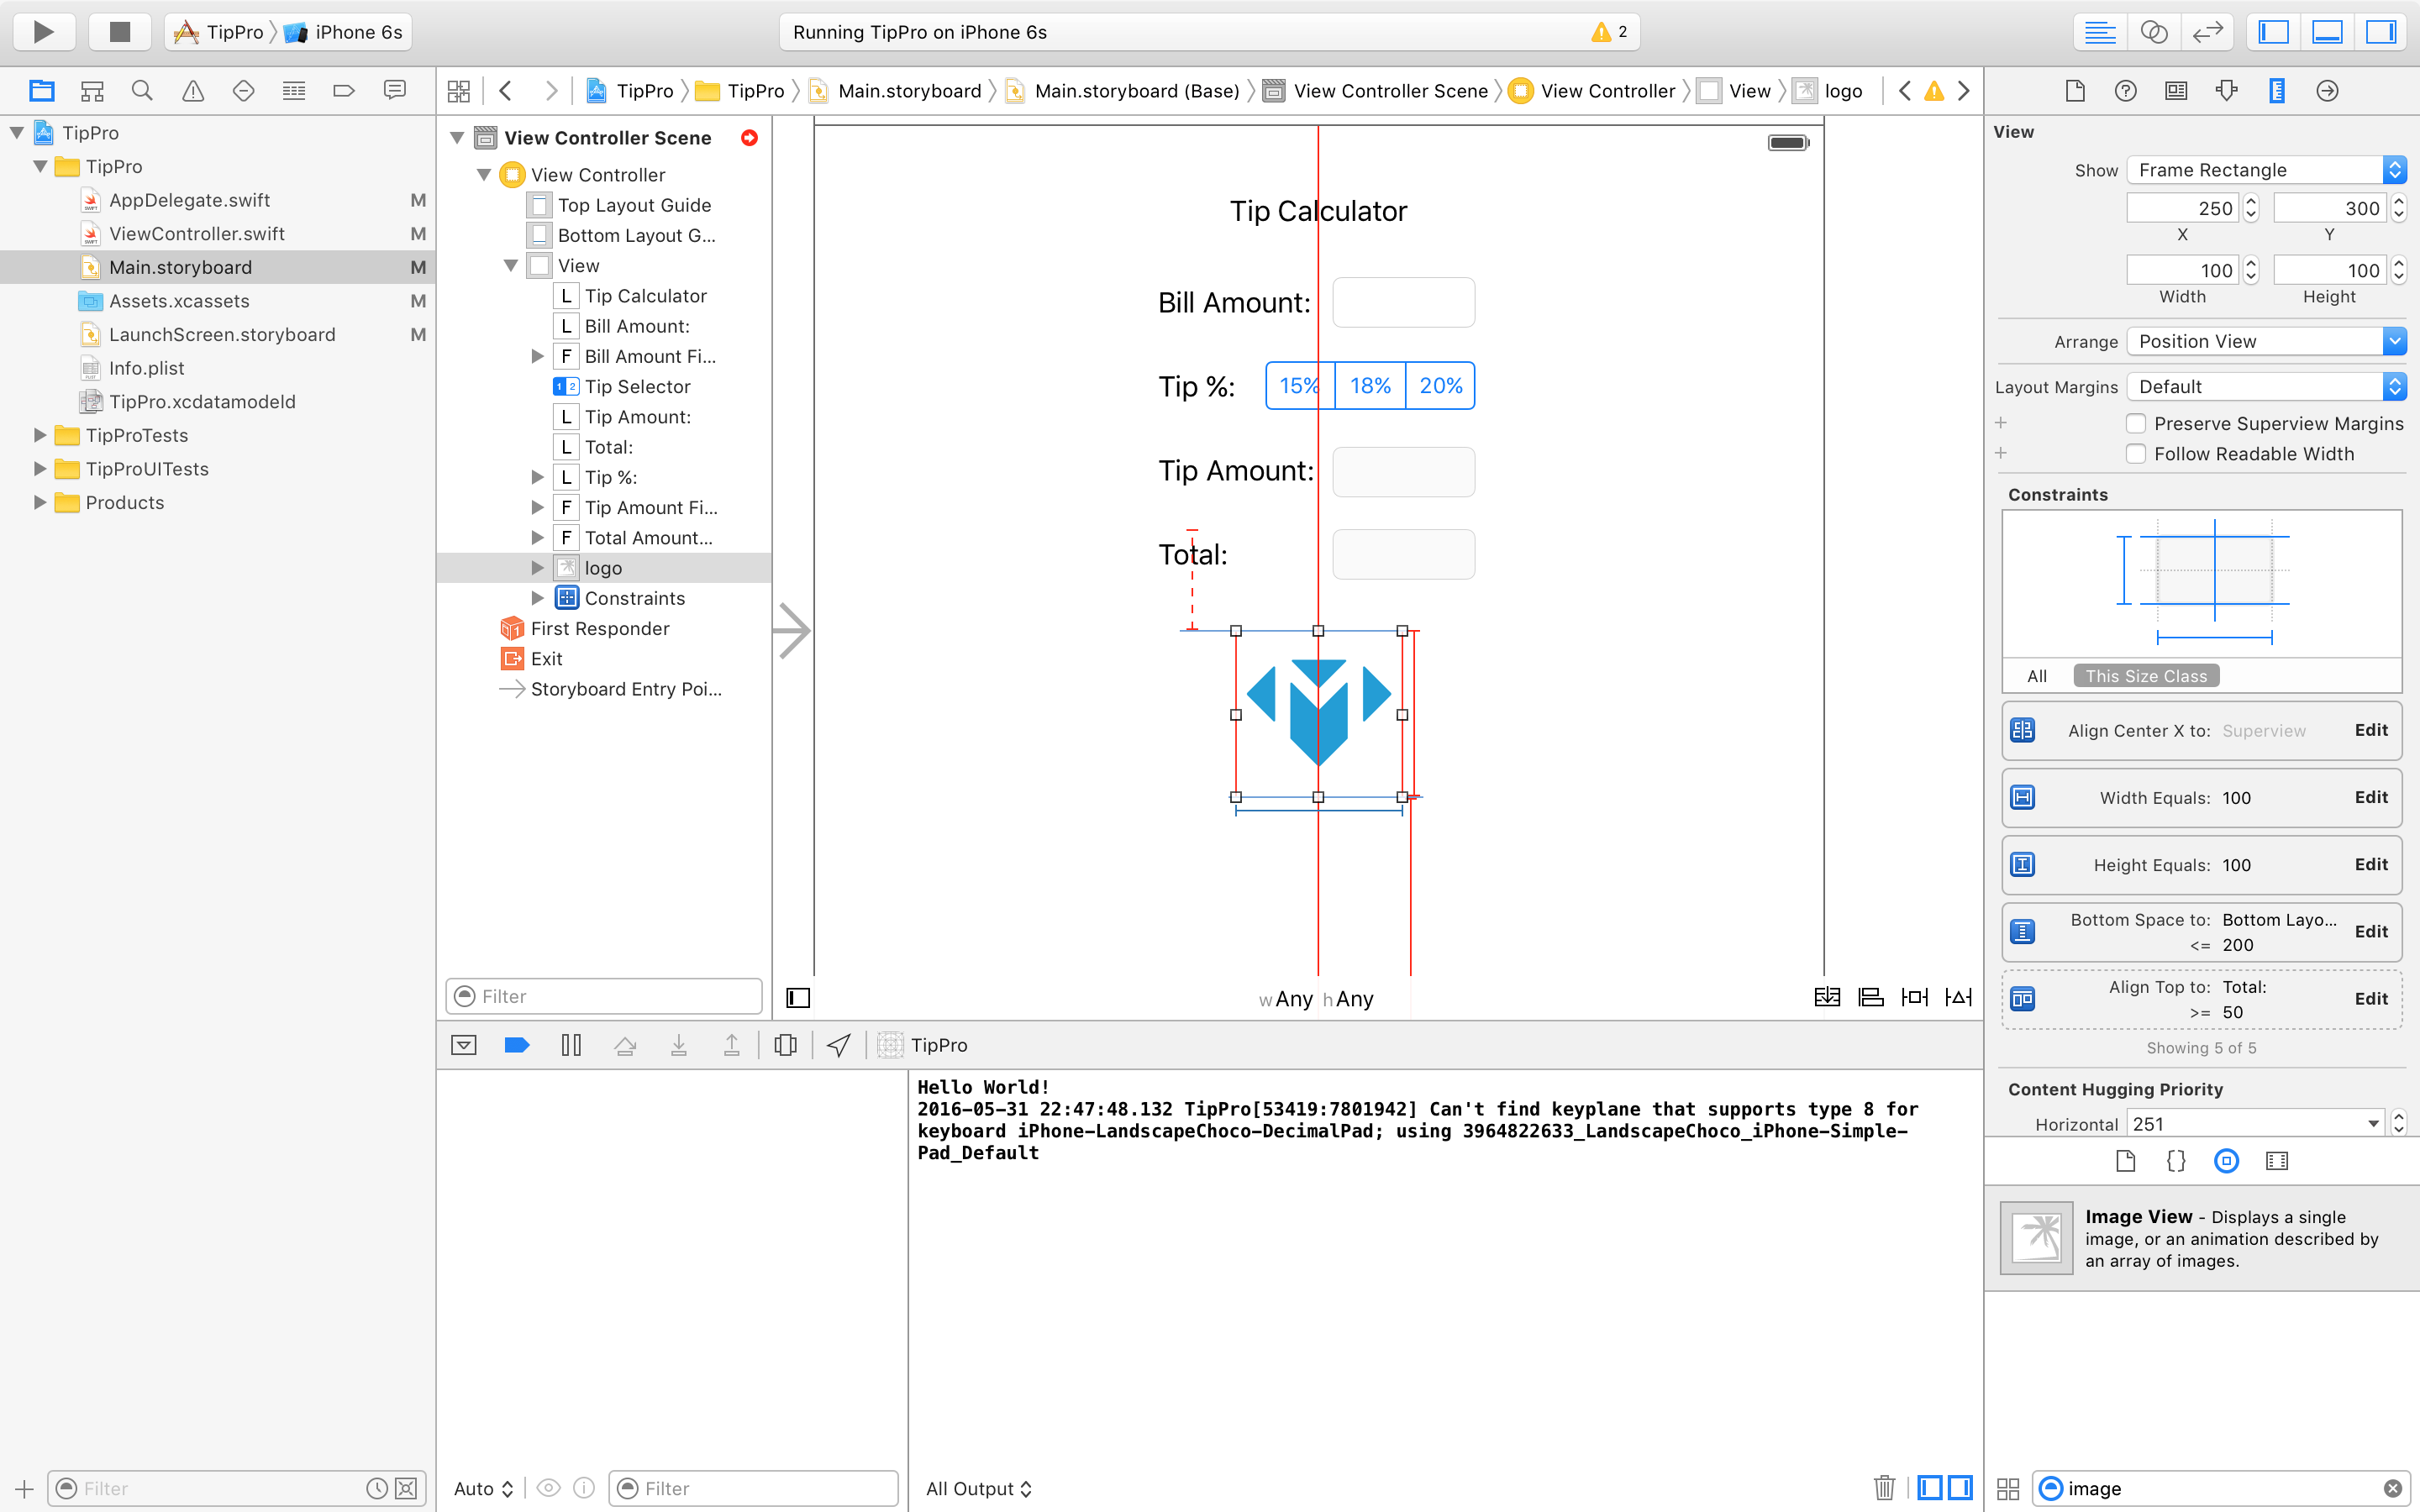 TipPro
iPhone 6s
Running TipPro on iPhone 6s
2
TipPro
TipPro
Main.storyboard
Main.storyboard (Base)
View Controller Scene
View Controller
View
logo
TipPro
TipPro
AppDelegate.swift M
ViewController.swift M
Main.storyboard M
Assets.xcassets M
LaunchScreen.storyboard M
Info.plist
TipPro.xcdatamodeld
TipProTests
TipProUITests
Products
Filter
View Controller Scene
View Controller
Top Layout Guide
Bottom Layout G...
View
L Tip Calculator
L Bill Amount:
F Bill Amount Fi...
1 2 Tip Selector
L Tip Amount:
L Total:
L Tip %:
F Tip Amount Fi...
F Total Amount...
logo
Constraints
First Responder
Exit
Storyboard Entry Poi...
Filter
Tip Calculator
Bill Amount:
Tip %: 15% 18% 20%
Tip Amount:
Total:
wAny hAny
TipPro
Hello World!
2016-05-31 22:47:48.132 TipPro[53419:7801942] Can't find keyplane that supports type 8 for
keyboard iPhone-LandscapeChoco-DecimalPad; using 3964822633_LandscapeChoco_iPhone-Simple-
Pad_Default
Auto
Filter
All Output
View
Show Frame Rectangle
250 300
X Y
100 100
Width Height
Arrange Position View
Layout Margins Default
Preserve Superview Margins
Follow Readable Width
Constraints
All This Size Class
Align Center X to: Superview Edit
Width Equals: 100 Edit
Height Equals: 100 Edit
Bottom Space to: Bottom Layo... Edit
<= 200
Align Top to: Total: Edit
>= 50
Showing 5 of 5
Content Hugging Priority
Horizontal 251
Image View - Displays a single
image, or an animation described by
an array of images.
image